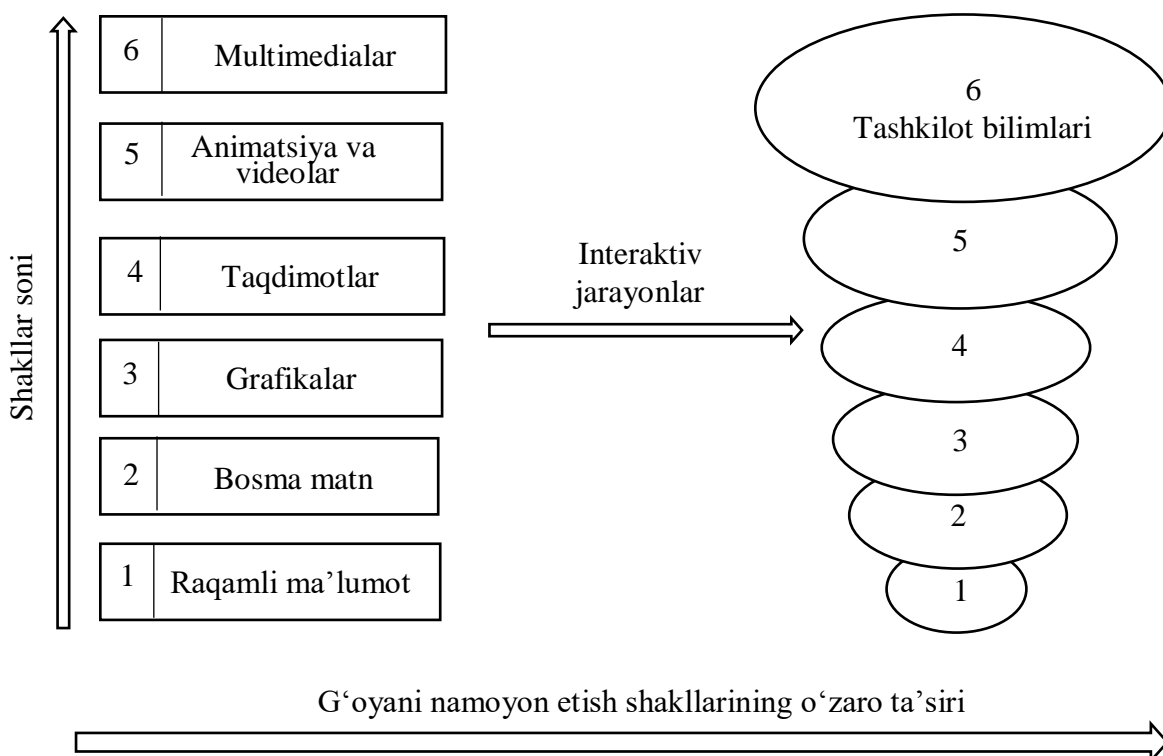 Shakllar soni
6 Multimedialar
5 Animatsiya va
videolar
4 Taqdimotlar
3 Grafikalar
2 Bosma matn
1 Raqamli ma’lumot
Interaktiv
jarayonlar
6
Tashkilot bilimlari
5
4
3
2
1
G‘oyani namoyon etish shakllarining o‘zaro ta’siri